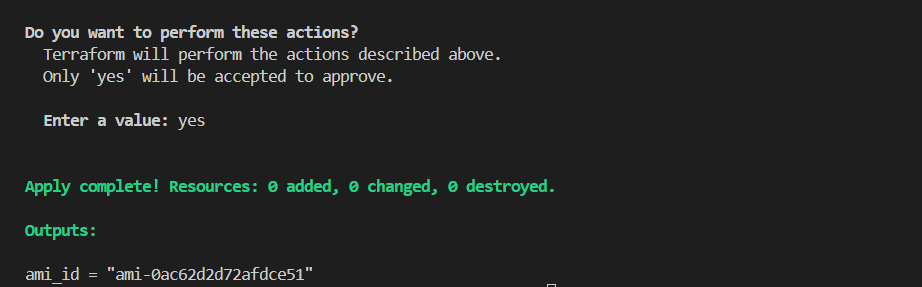 Do you want to perform these actions?
Terraform will perform the actions described above.
Only 'yes' will be accepted to approve.
Enter a value: yes
Apply complete! Resources: 0 added, 0 changed, 0 destroyed.
Outputs:
ami_id = "ami-0ac62d2d72afdce51"